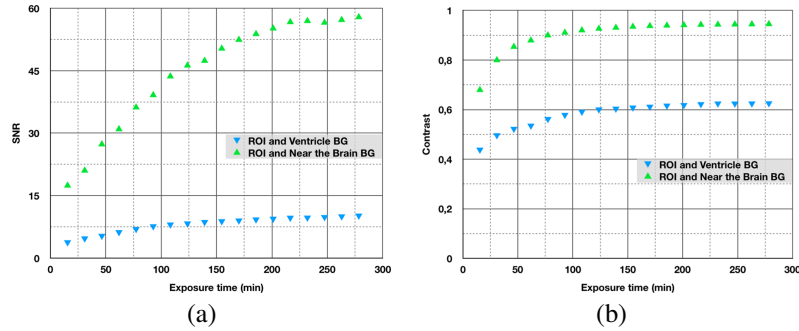 60
45
30
15
0
SNR
ROI and Ventricle BG
ROI and Near the Brain BG
0 50 100 150 200 250 300
Exposure time (min)
(a)
1
0,8
0,6
0,4
0,2
0
Contrast
ROI and Ventricle BG
ROI and Near the Brain BG
0 50 100 150 200 250 300
Exposure time (min)
(b)